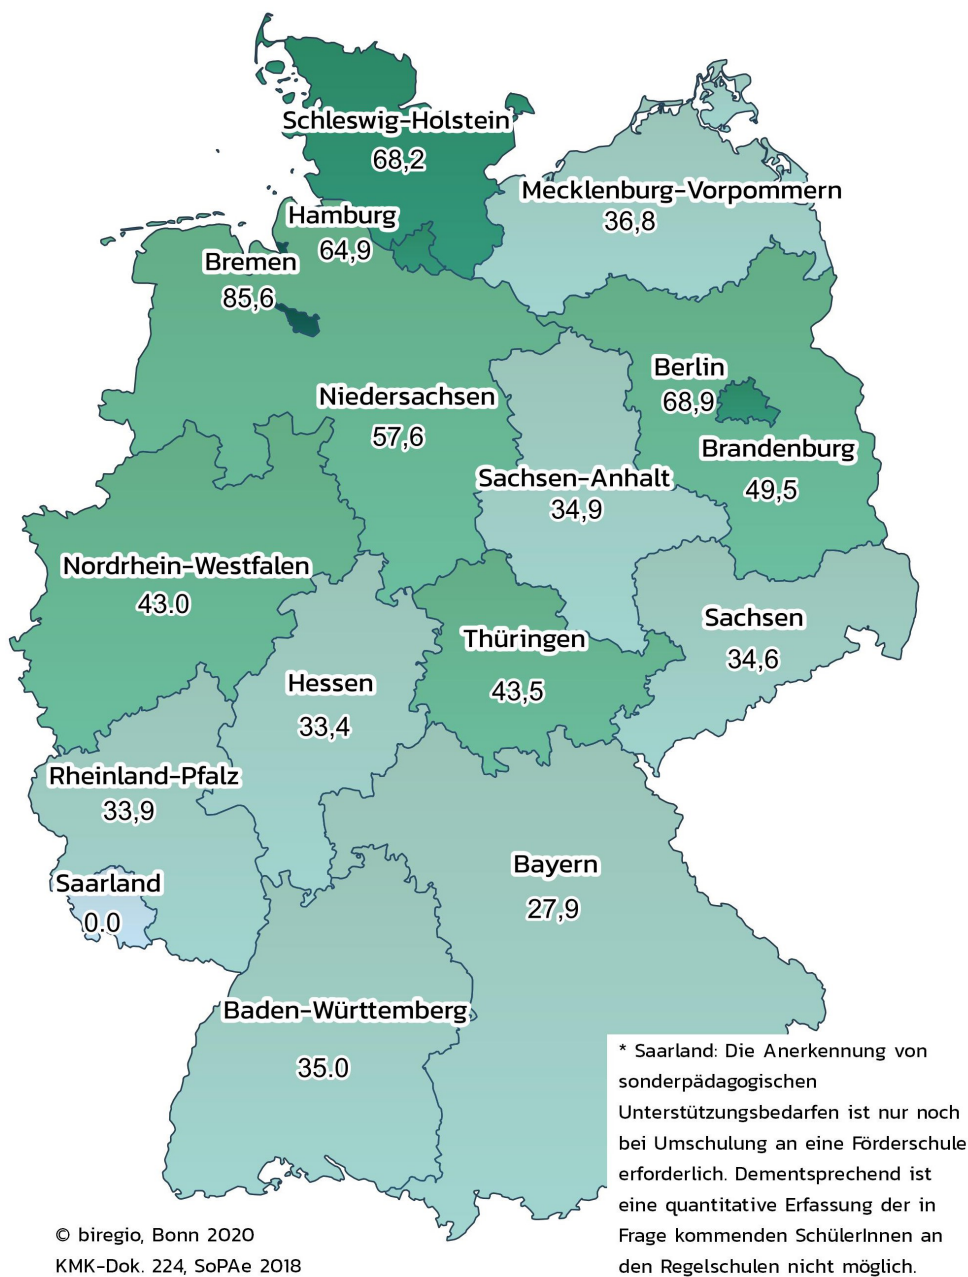 Schleswig-Holstein
68,2
Mecklenburg-Vorpommern
36,8
Hamburg
64,9
Bremen
85,6
Berlin
68,9
Niedersachsen
57,6
Brandenburg
49,5
Sachsen-Anhalt
34,9
Nordrhein-Westfalen
43.0
Sachsen
34,6
Thüringen
43,5
Hessen
33,4
Rheinland-Pfalz
33,9
Bayern
27,9
Saarland
0.0
Baden-Württemberg
35.0
* Saarland: Die Anerkennung von
sonderpädagogischen
Unterstützungsbedarfen ist nur noch
bei Umschulung an eine Förderschule
erforderlich. Dementsprechend ist
eine quantitative Erfassung der in
Frage kommenden SchülerInnen an
den Regelschulen nicht möglich.
© biregio, Bonn 2020
KMK-Dok. 224, SoPAe 2018